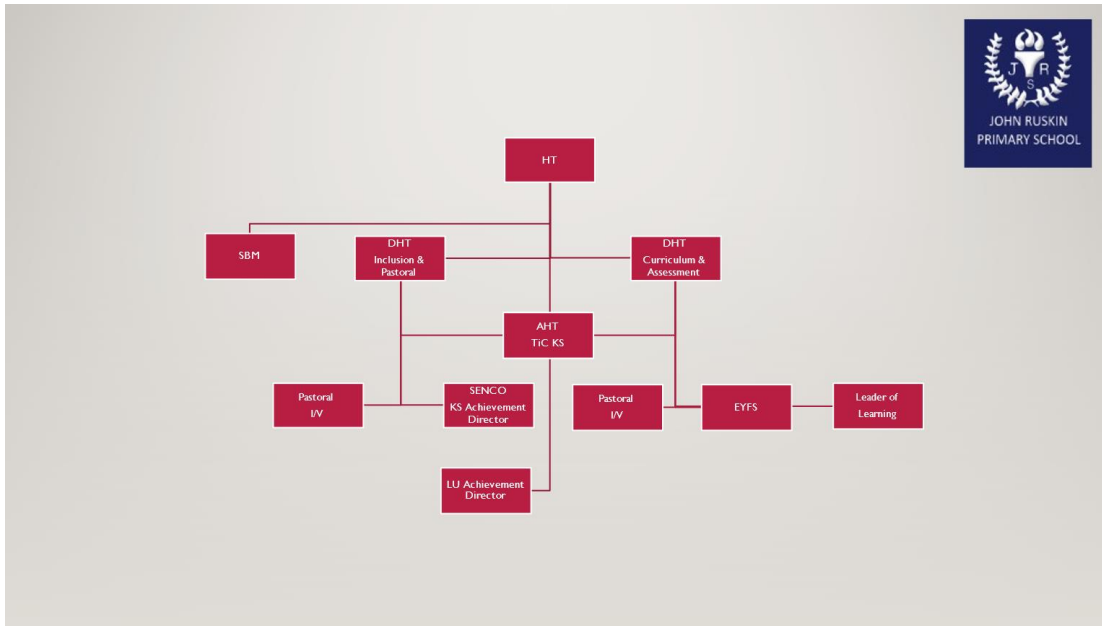 J R
S
JOHN RUSKIN
PRIMARY SCHOOL
HT
SBM
DHT
Inclusion &
Pastoral
DHT
Curriculum &
Assessment
AHT
TiC KS
Pastoral
I/V
SENCO
KS Achievement
Director
Pastoral
I/V
EYFS
Leader of
Learning
LU Achievement
Director